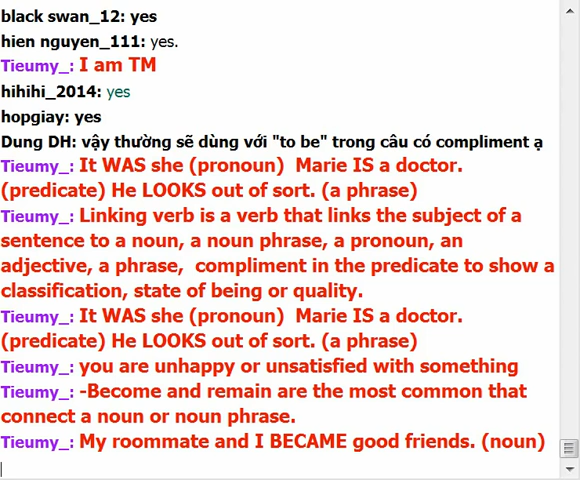 black swan_12: yes
hien nguyen_111: yes.
Tieumy_: I am TM
hihihi_2014: yes
hopgiay: yes
Dung DH: vậy thường sẽ dùng với "to be" trong câu có compliment ạ
Tieumy_: It WAS she (pronoun)  Marie IS a doctor.
(predicate) He LOOKS out of sort. (a phrase)
Tieumy_: Linking verb is a verb that links the subject of a
sentence to a noun, a noun phrase, a pronoun, an
adjective, a phrase,  compliment in the predicate to show a
classification, state of being or quality.
Tieumy_: It WAS she (pronoun)  Marie IS a doctor.
(predicate) He LOOKS out of sort. (a phrase)
Tieumy_: you are unhappy or unsatisfied with something
Tieumy_: -Become and remain are the most common that
connect a noun or noun phrase.
Tieumy_: My roommate and I BECAME good friends. (noun)